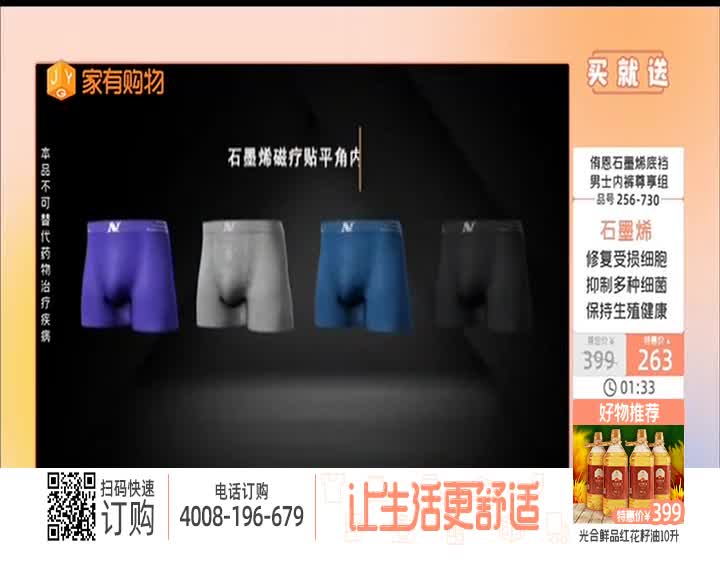 JYG 家有购物
买就送
本品不可替代药物治疗疾病
石墨烯磁疗贴平角内
侑恩石墨烯底裆
男士内裤尊享组
品号 256-730
石墨烯
修复受损细胞
抑制多种细菌
保持生殖健康
特惠价¥
399
263
01:33
好物推荐
特惠价¥399
光合鲜品红花籽油10升
扫码快速
订购
电话订购
4008-196-679
让生活更舒适